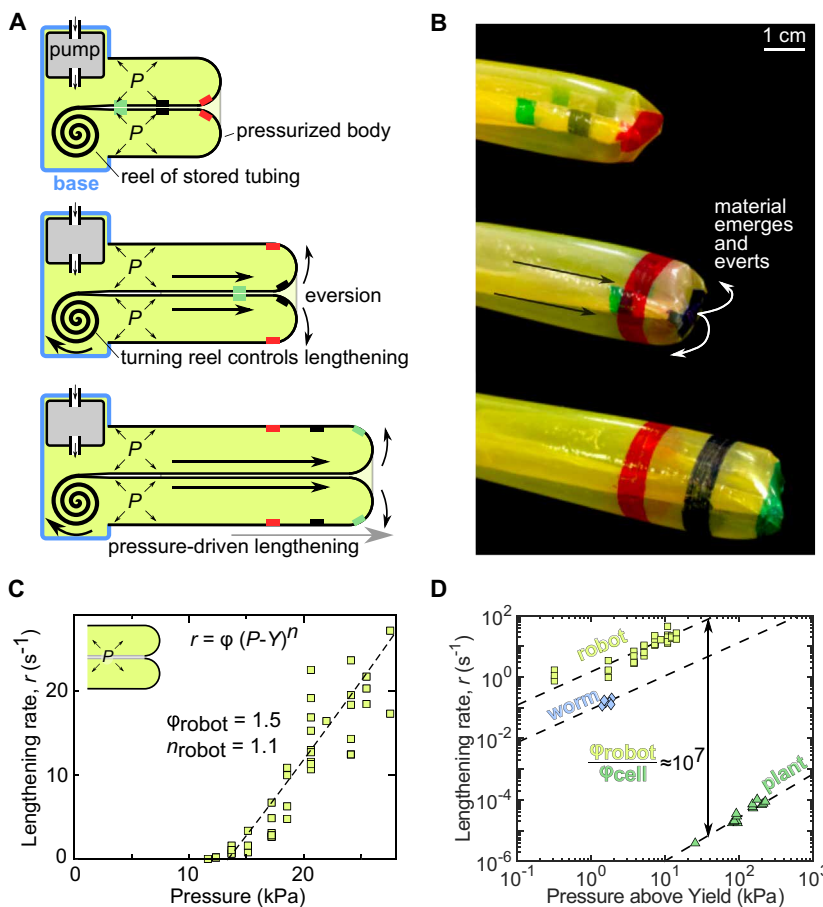 A
pump
P
P
pressurized body
reel of stored tubing
base
P
P
eversion
turning reel controls lengthening
P
P
pressure-driven lengthening
B
1 cm
material
emerges
and
everts
C
Lengthening rate, r (s⁻¹)
20
10
0
0
10
20
Pressure (kPa)
P
r = φ (P-Y)ⁿ
φrobot = 1.5
nrobot = 1.1
D
Lengthening rate, r (s⁻¹)
10²
10⁰
10⁻²
10⁻⁴
10⁻⁶
10⁻¹
10⁰
10¹
10²
10³
Pressure above Yield (kPa)
robot
worm
φrobot
φcell
≈10⁷
plant